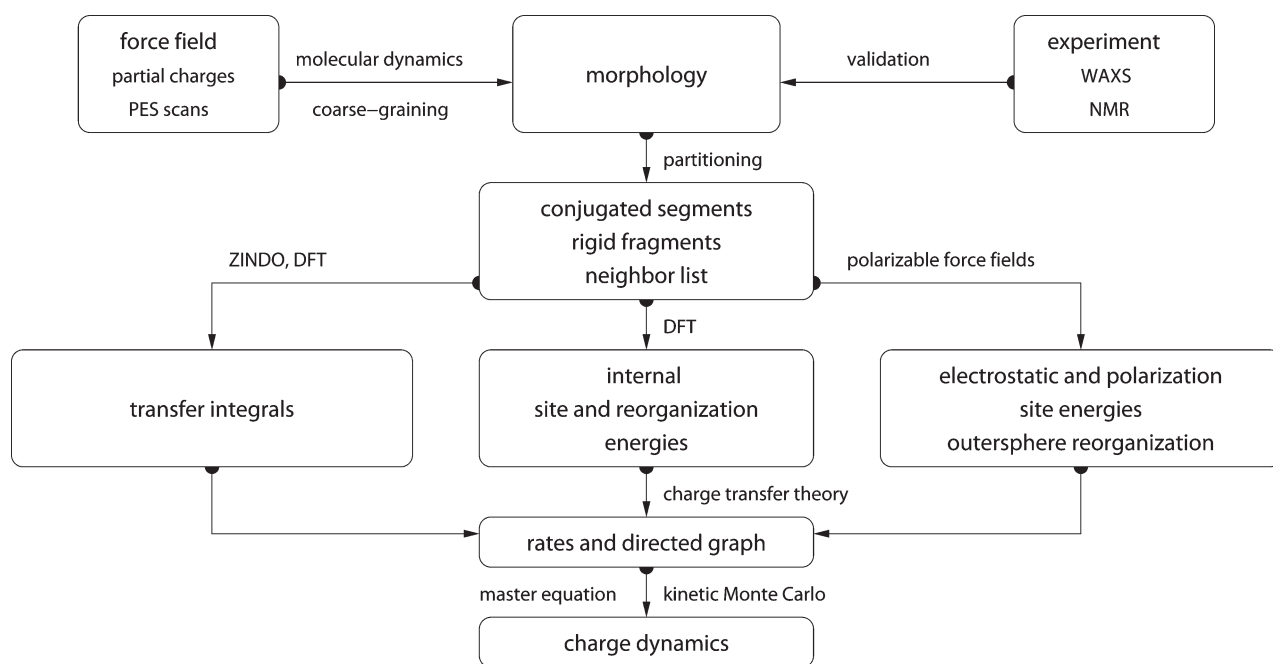 force field
partial charges
PES scans
molecular dynamics
coarse−graining
morphology
validation
experiment
WAXS
NMR
partitioning
conjugated segments
rigid fragments
neighbor list
ZINDO, DFT
DFT
polarizable force fields
transfer integrals
internal
site and reorganization
energies
electrostatic and polarization
site energies
outersphere reorganization
charge transfer theory
rates and directed graph
master equation
kinetic Monte Carlo
charge dynamics